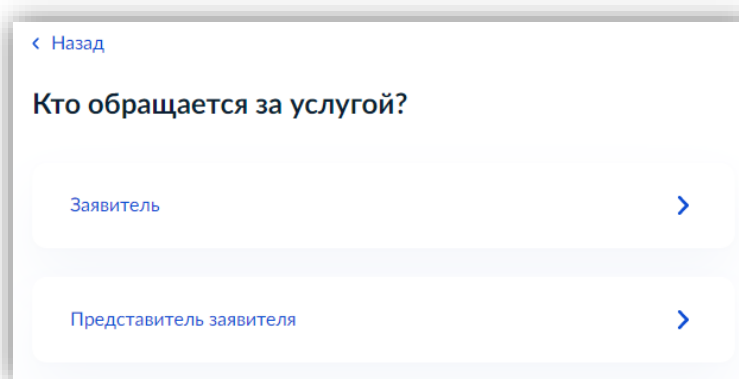 Назад
Кто обращается за услугой?
Заявитель
Представитель заявителя